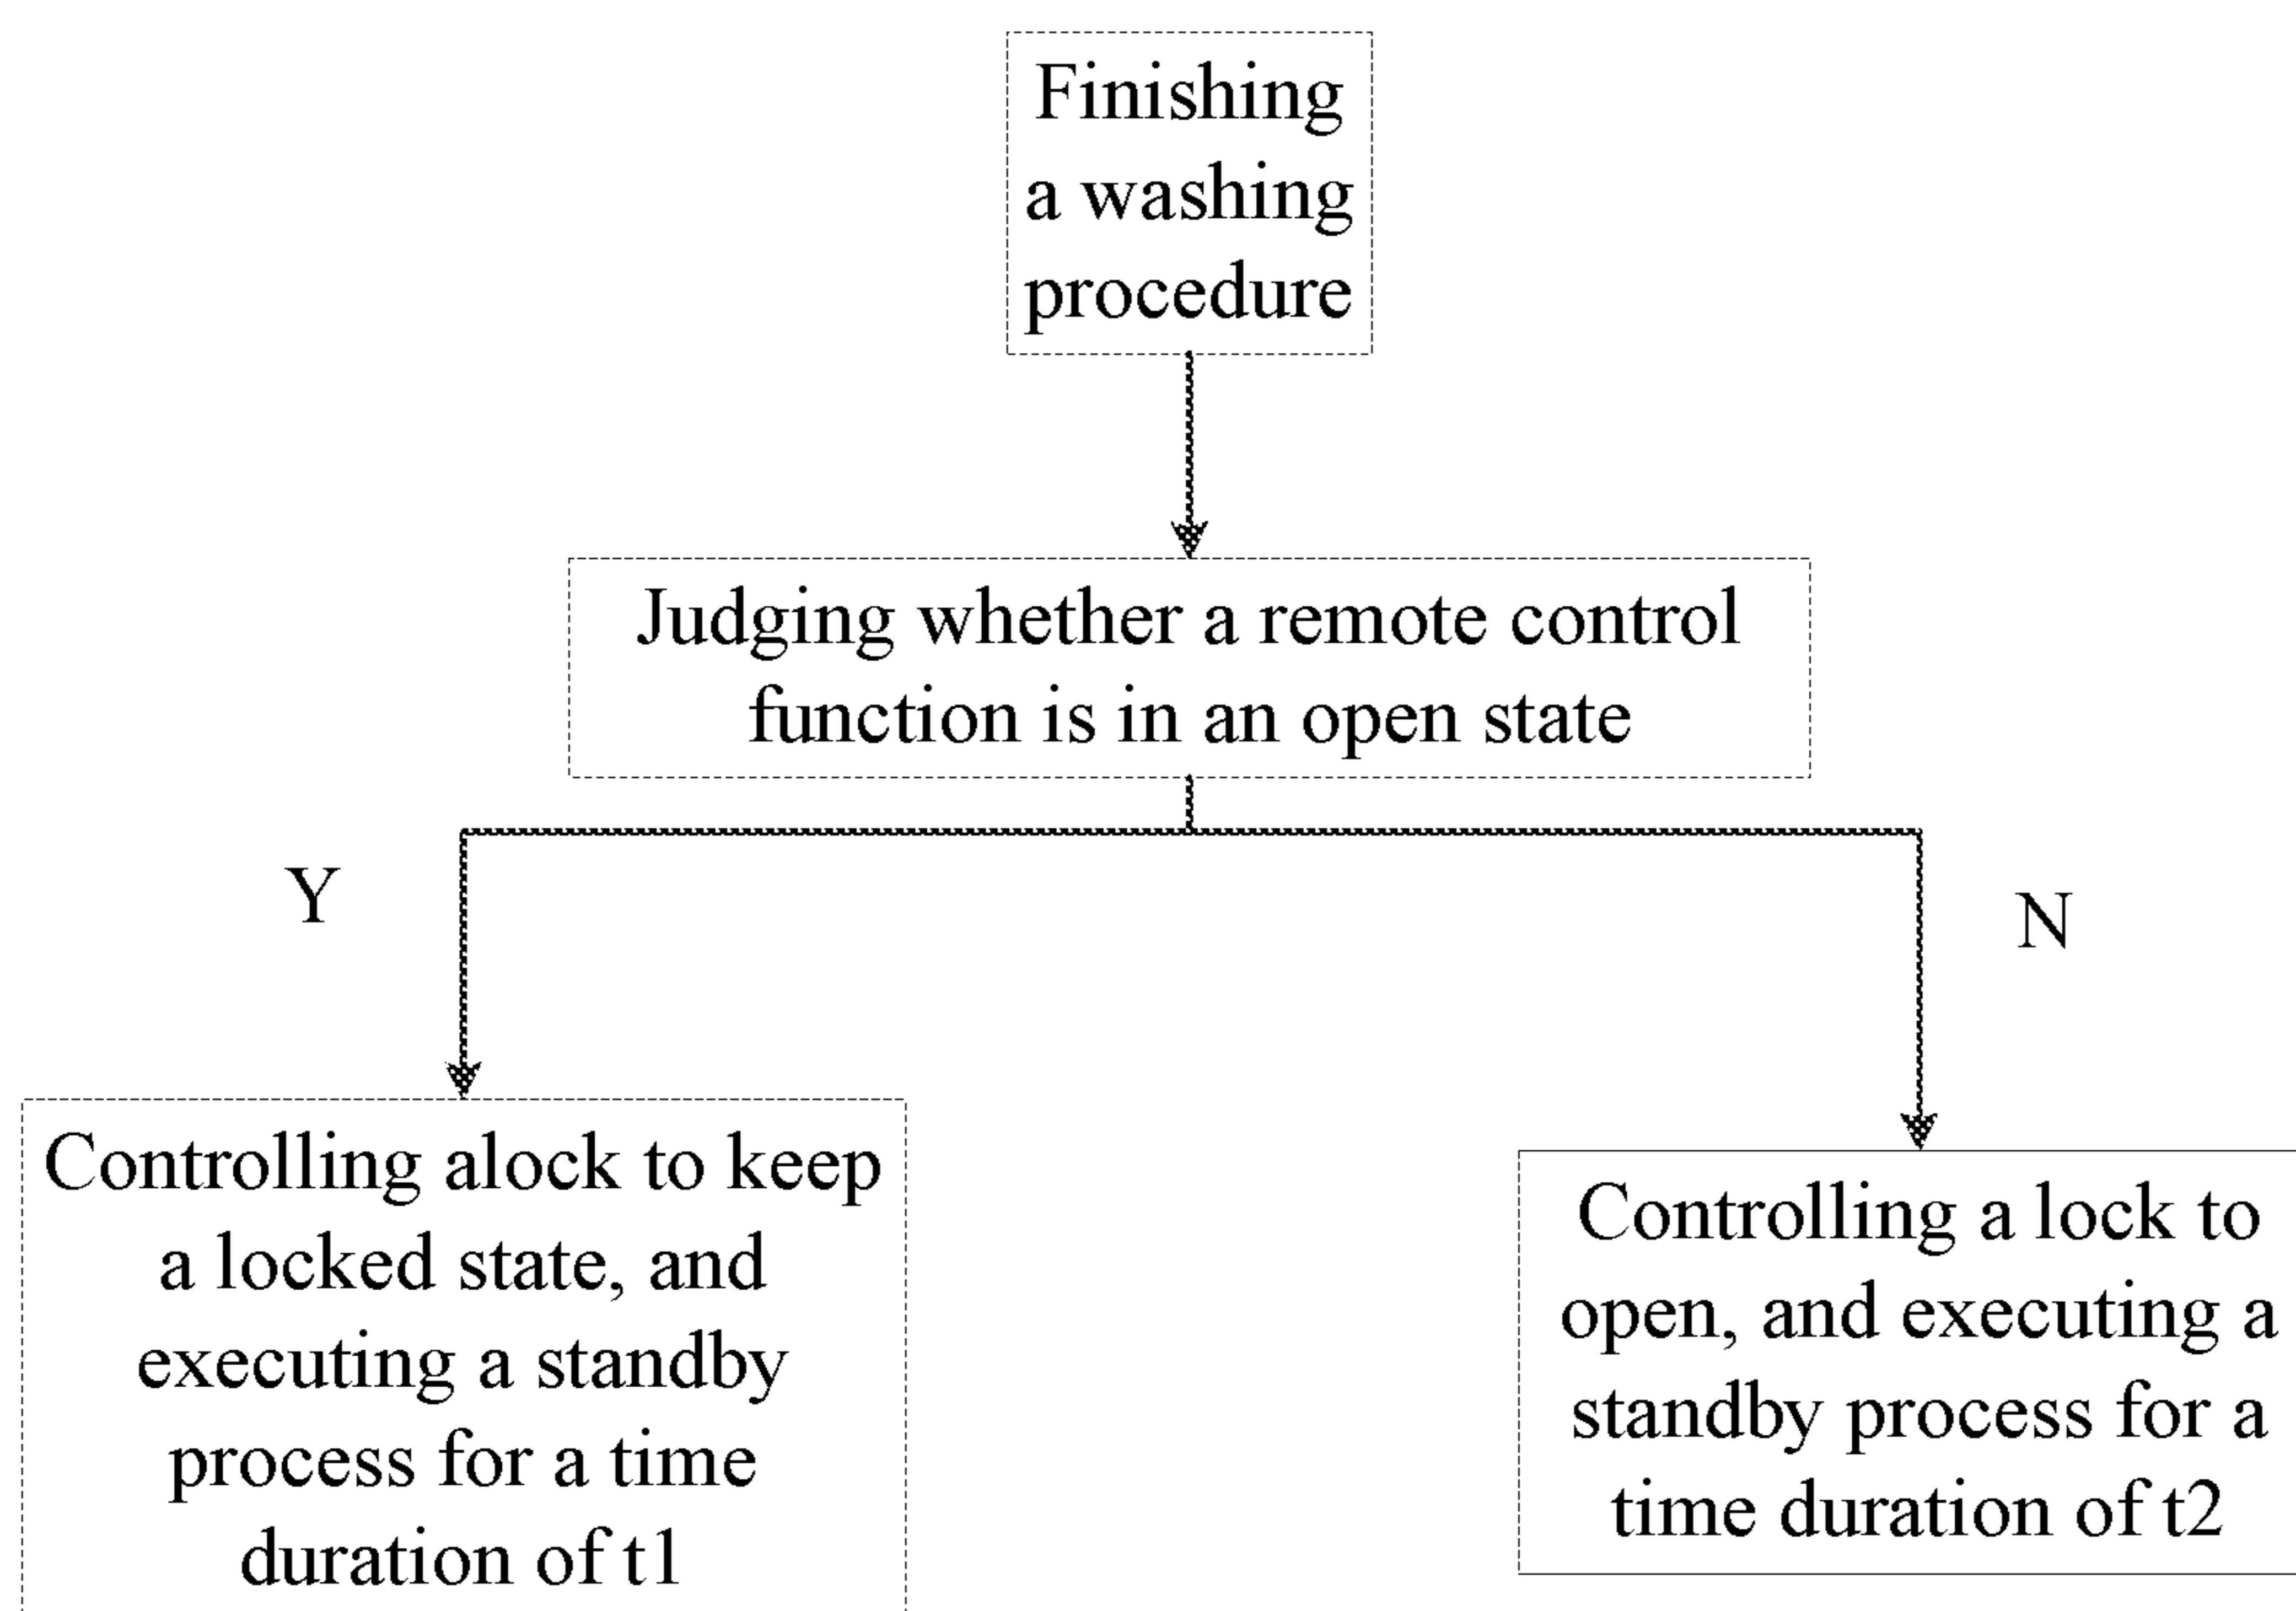 Finishing
a washing
procedure
Judging whether a remote control
function is in an open state
Y
N
Controlling alock to keep
a locked state, and
executing a standby
process for a time
duration of t1
Controlling a lock to
open, and executing a
standby process for a
time duration of t2